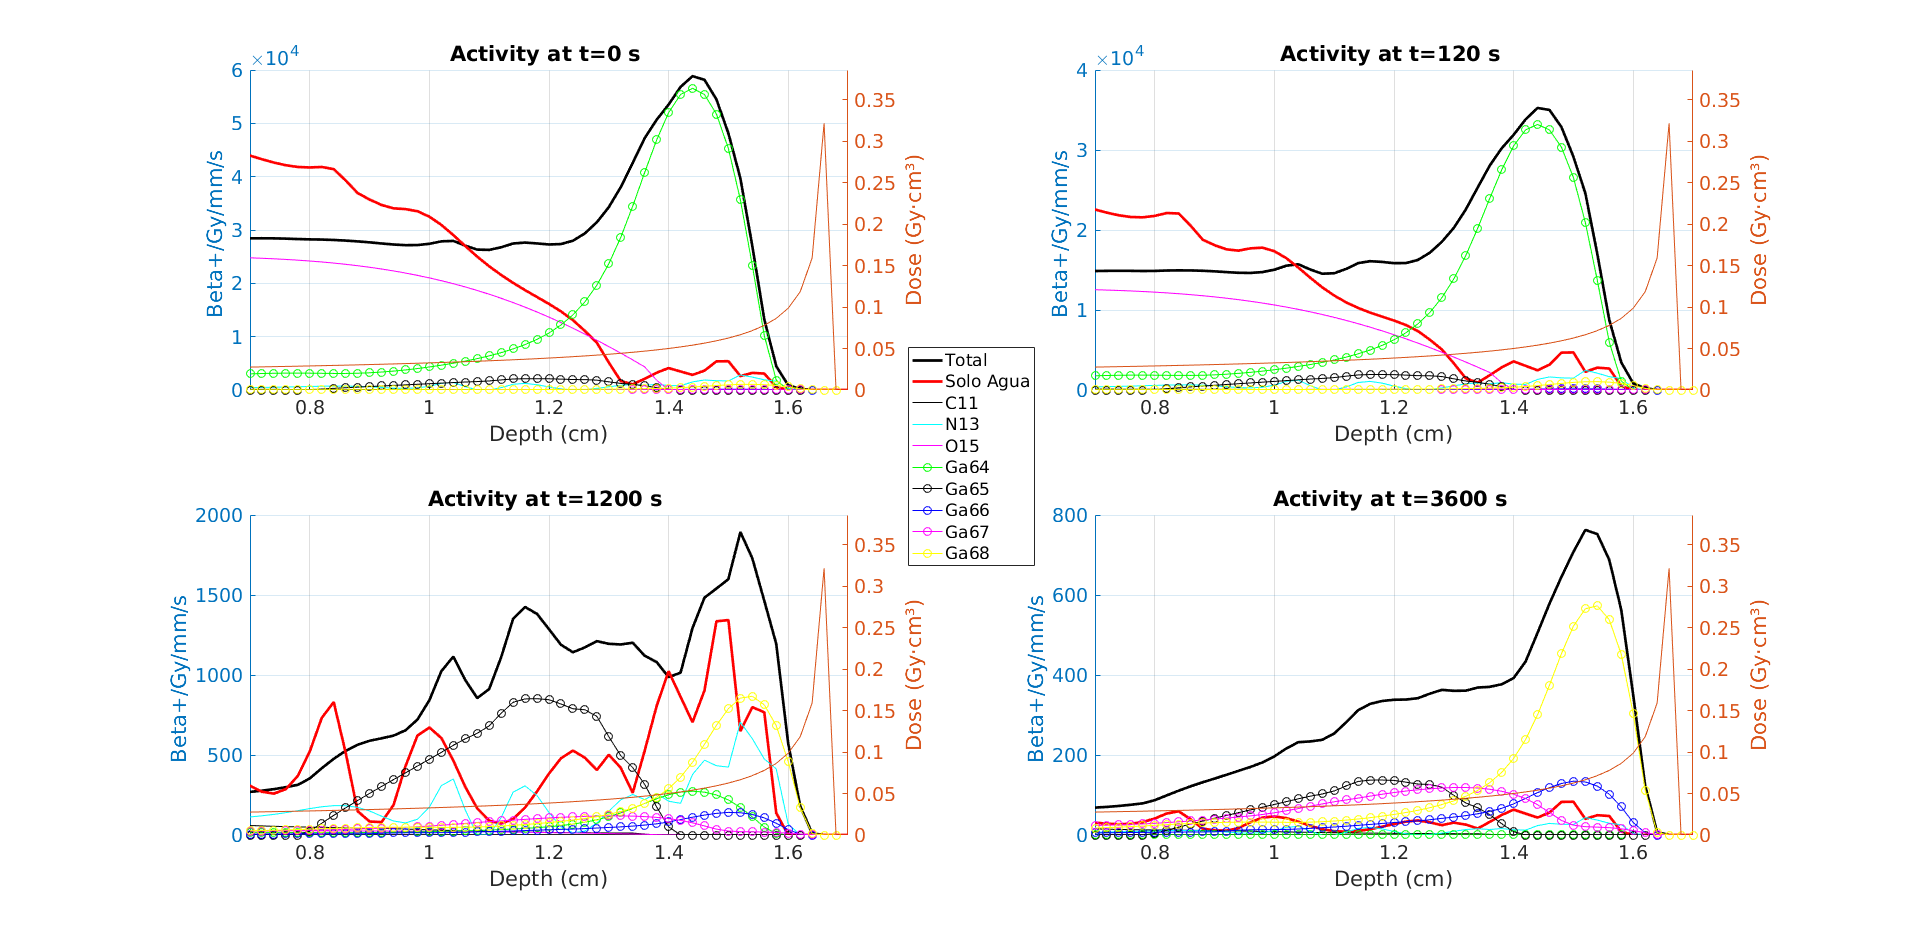 Activity at t=0 s
×10⁴
6
5
4
3
2
1
0
Beta+/Gy/mm/s
0.8
1
1.2
1.4
1.6
Depth (cm)
0.35
0.3
0.25
0.2
0.15
0.1
0.05
0
Dose (Gy·cm³)
Activity at t=120 s
×10⁴
4
3
2
1
0
Beta+/Gy/mm/s
0.8
1
1.2
1.4
1.6
Depth (cm)
0.35
0.3
0.25
0.2
0.15
0.1
0.05
0
Dose (Gy·cm³)
Total
Solo Agua
C11
N13
O15
Ga64
Ga65
Ga66
Ga67
Ga68
Activity at t=1200 s
2000
1500
1000
500
0
Beta+/Gy/mm/s
0.8
1
1.2
1.4
1.6
Depth (cm)
0.35
0.3
0.25
0.2
0.15
0.1
0.05
0
Dose (Gy·cm³)
Activity at t=3600 s
800
600
400
200
0
Beta+/Gy/mm/s
0.8
1
1.2
1.4
1.6
Depth (cm)
0.35
0.3
0.25
0.2
0.15
0.1
0.05
0
Dose (Gy·cm³)